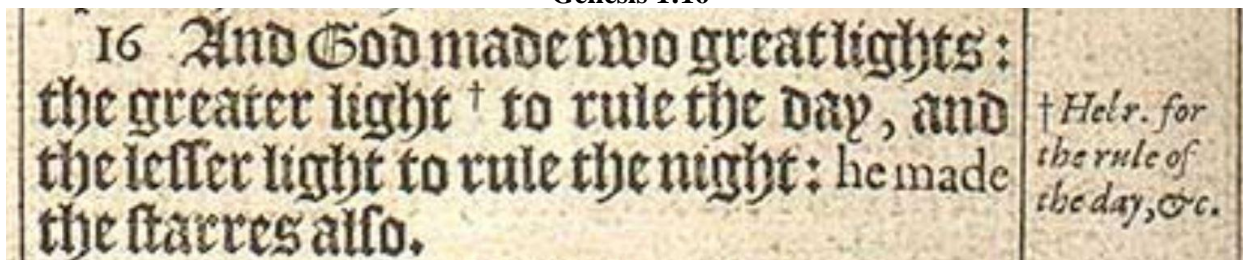 Genesis 1:16
16 And God made two great lights:
the greater light † to rule the day, and
the leſſer light to rule the night: he made
the ſtarres alſo.
† Helr. for
the rule of
the day, &c.